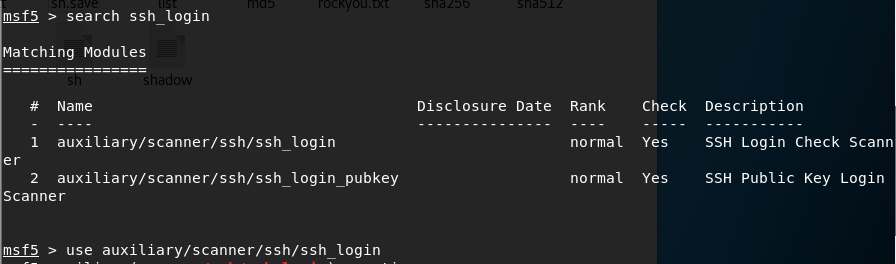 sh.save list md5 rockyou.txt sha256 sha512
msf5 > search ssh_login
Matching Modules
================
sh shadow
# Name Disclosure Date Rank Check Description
- ---- --------------- ---- ----- -----------
1 auxiliary/scanner/ssh/ssh_login normal Yes SSH Login Check Scann
er
2 auxiliary/scanner/ssh/ssh_login_pubkey normal Yes SSH Public Key Login
Scanner
msf5 > use auxiliary/scanner/ssh/ssh_login